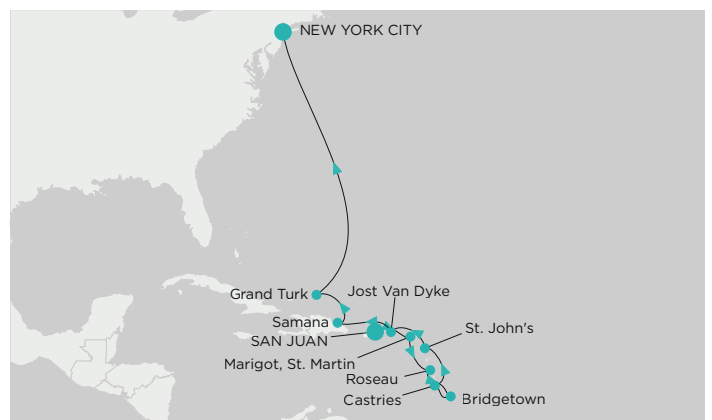 NEW YORK CITY
Grand Turk
Jost Van Dyke
Samana
St. John's
SAN JUAN
Marigot, St. Martin
Roseau
Castries
Bridgetown